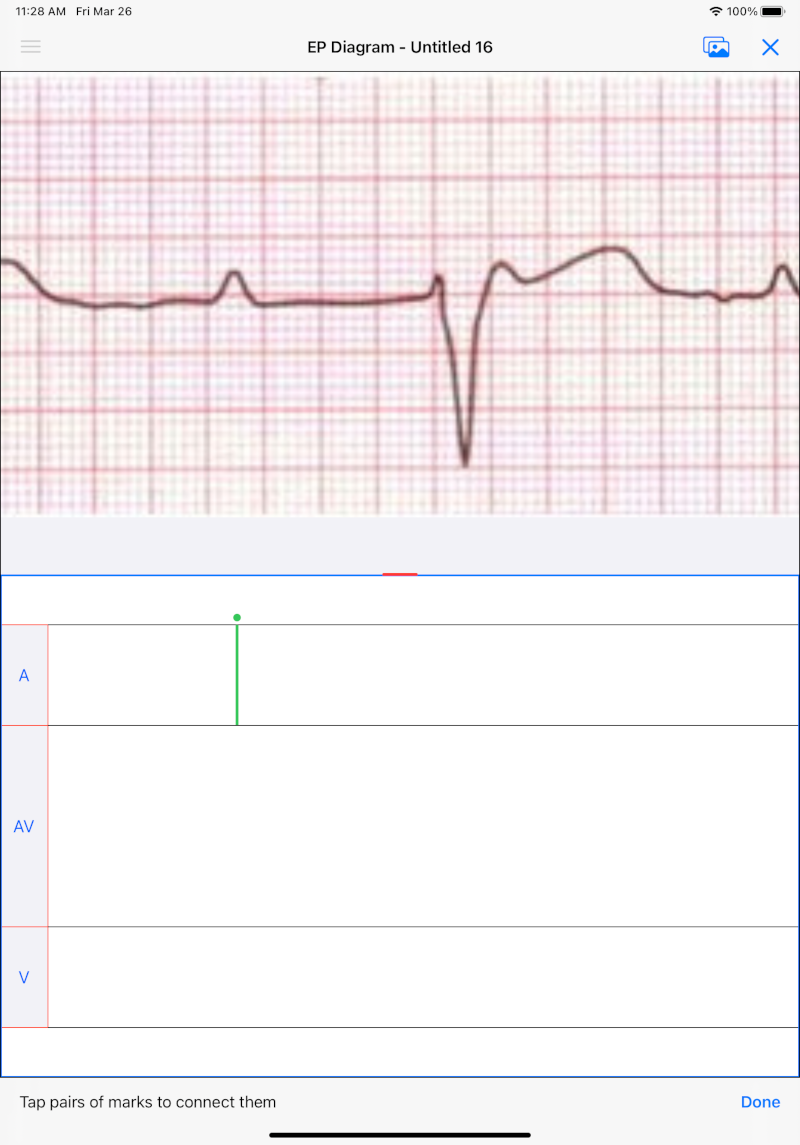 11:28 AM Fri Mar 26
100%
EP Diagram - Untitled 16
A
AV
V
Tap pairs of marks to connect them
Done